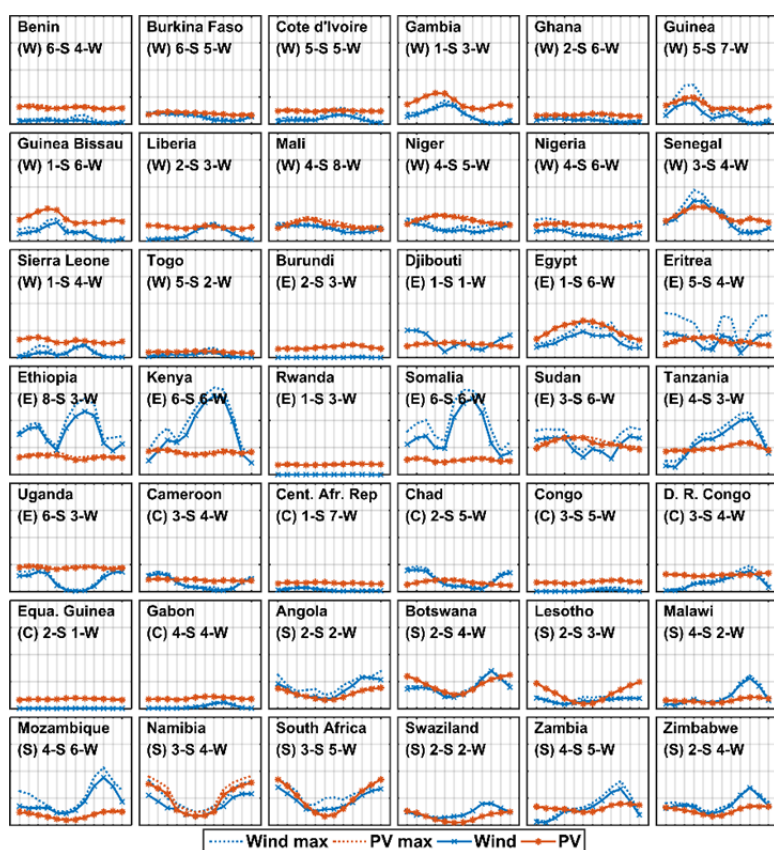 Benin
(W) 6-S 4-W
Burkina Faso
(W) 6-S 5-W
Cote d'Ivoire
(W) 5-S 5-W
Gambia
(W) 1-S 3-W
Ghana
(W) 2-S 6-W
Guinea
(W) 5-S 7-W
Guinea Bissau
(W) 1-S 6-W
Liberia
(W) 2-S 3-W
Mali
(W) 4-S 8-W
Niger
(W) 4-S 5-W
Nigeria
(W) 4-S 6-W
Senegal
(W) 3-S 4-W
Sierra Leone
(W) 1-S 4-W
Togo
(W) 5-S 2-W
Burundi
(E) 2-S 3-W
Djibouti
(E) 1-S 1-W
Egypt
(E) 1-S 6-W
Eritrea
(E) 5-S 4-W
Ethiopia
(E) 8-S 3-W
Kenya
(E) 6-S 6-W
Rwanda
(E) 1-S 3-W
Somalia
(E) 6-S 6-W
Sudan
(E) 3-S 6-W
Tanzania
(E) 4-S 3-W
Uganda
(E) 6-S 3-W
Cameroon
(C) 3-S 4-W
Cent. Afr. Rep
(C) 1-S 7-W
Chad
(C) 2-S 5-W
Congo
(C) 3-S 5-W
D. R. Congo
(C) 3-S 4-W
Equa. Guinea
(C) 2-S 1-W
Gabon
(C) 4-S 4-W
Angola
(S) 2-S 2-W
Botswana
(S) 2-S 4-W
Lesotho
(S) 2-S 3-W
Malawi
(S) 4-S 2-W
Mozambique
(S) 4-S 6-W
Namibia
(S) 3-S 4-W
South Africa
(S) 3-S 5-W
Swaziland
(S) 2-S 2-W
Zambia
(S) 4-S 5-W
Zimbabwe
(S) 2-S 4-W
Wind max PV max Wind PV